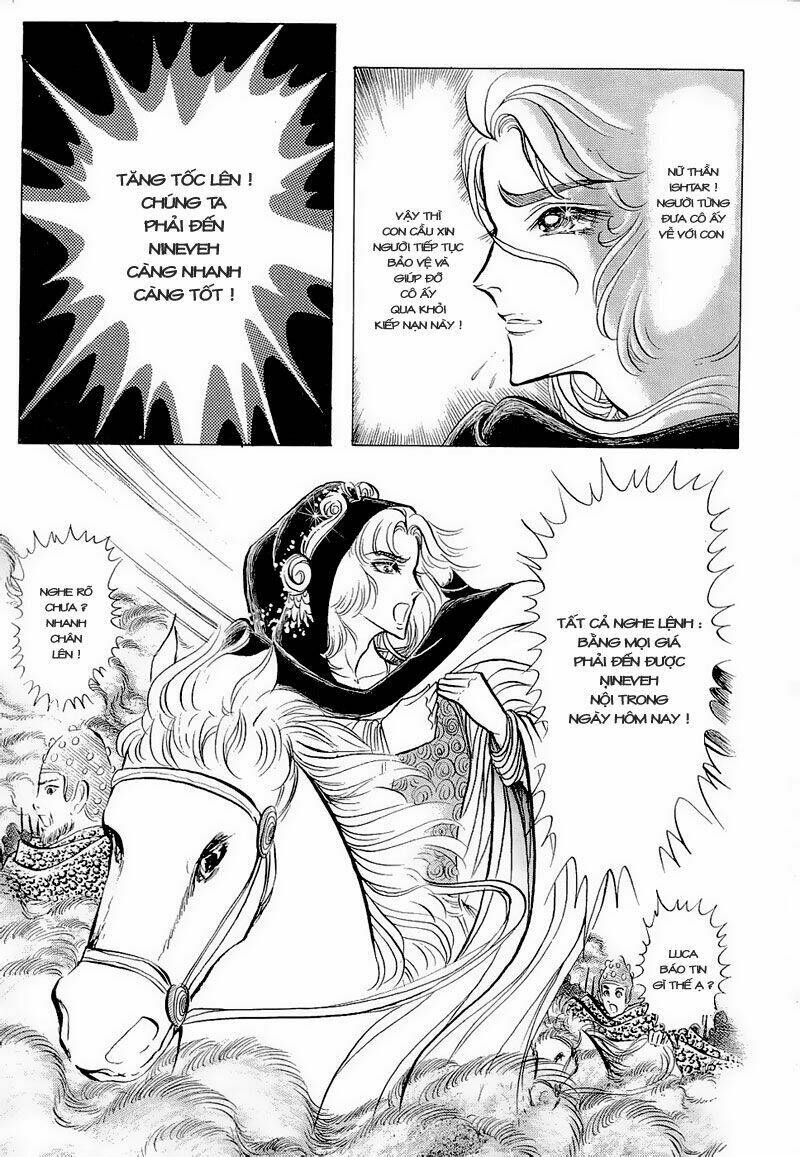 NỮ THẦN
ISHTAR !
NGƯỜI TỪNG
ĐƯA CÔ ẤY
VỀ VỚI CON
VẬY THÌ
CON CẦU XIN
NGƯỜI TIẾP TỤC
BẢO VỆ VÀ
GIÚP ĐỠ
CÔ ẤY
QUA KHỎI
KIẾP NẠN NÀY !
TĂNG TỐC LÊN !
CHÚNG TA
PHẢI ĐẾN
NINEVEH
CÀNG NHANH
CÀNG TỐT !
TẤT CẢ NGHE LỆNH :
BẰNG MỌI GIÁ
PHẢI ĐẾN ĐƯỢC
NINEVEH
NỘI TRONG
NGÀY HÔM NAY !
NGHE RÕ
CHƯA ?
NHANH
CHÂN
LÊN !
LUCA
BÁO TIN
GÌ THẾ Ạ ?